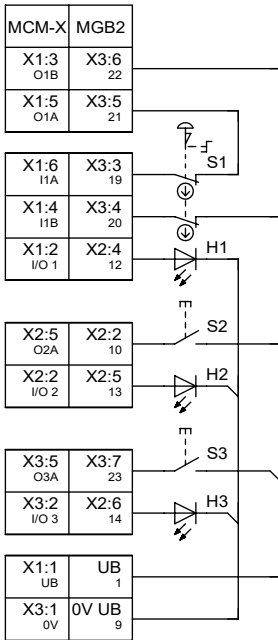 MCM-X MGB2
X1:3 X3:6
O1B 22
X1:5 X3:5
O1A 21
X1:6 X3:3 S1
I1A 19
X1:4 X3:4
I1B 20
X1:2 X2:4 H1
I/O 1 12
X2:5 X2:2 S2
O2A 10
X2:2 X2:5 H2
I/O 2 13
X3:5 X3:7 S3
O3A 23
X3:2 X2:6 H3
I/O 3 14
X1:1 UB
UB 1
X3:1 0V UB
0V 9